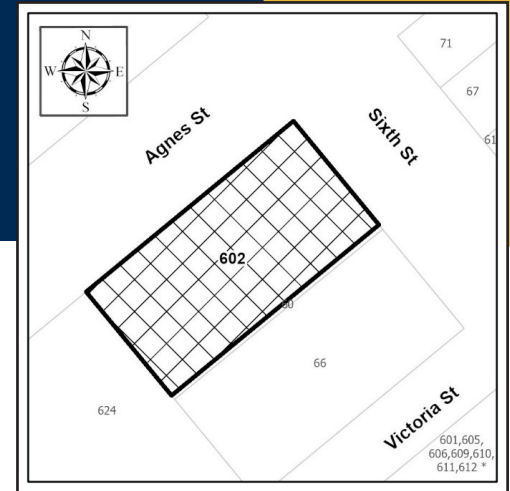 N
W E
S
Agnes St
Sixth St
71
67
61
602
66
624
Victoria St
601,605,
606,609,610,
611,612 *